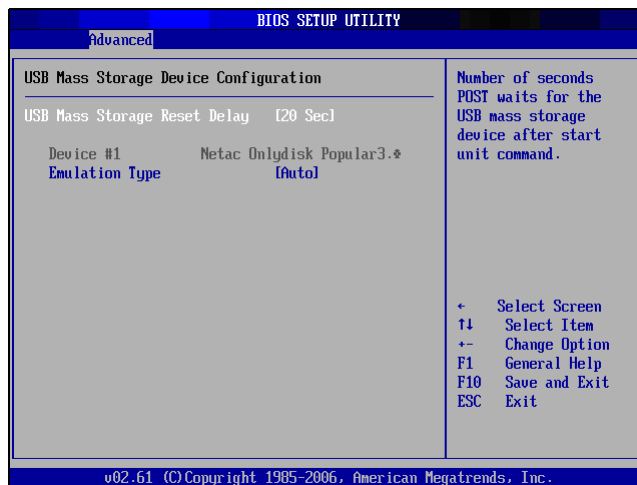 BIOS SETUP UTILITY
Advanced
USB Mass Storage Device Configuration
USB Mass Storage Reset Delay [20 Sec]
Device #1 Netac Onlydisk Popular3.
Emulation Type [Auto]
Number of seconds
POST waits for the
USB mass storage
device after start
unit command.
← Select Screen
↑↓ Select Item
+- Change Option
F1 General Help
F10 Save and Exit
ESC Exit
v02.61 (C)Copyright 1985-2006, American Megatrends, Inc.